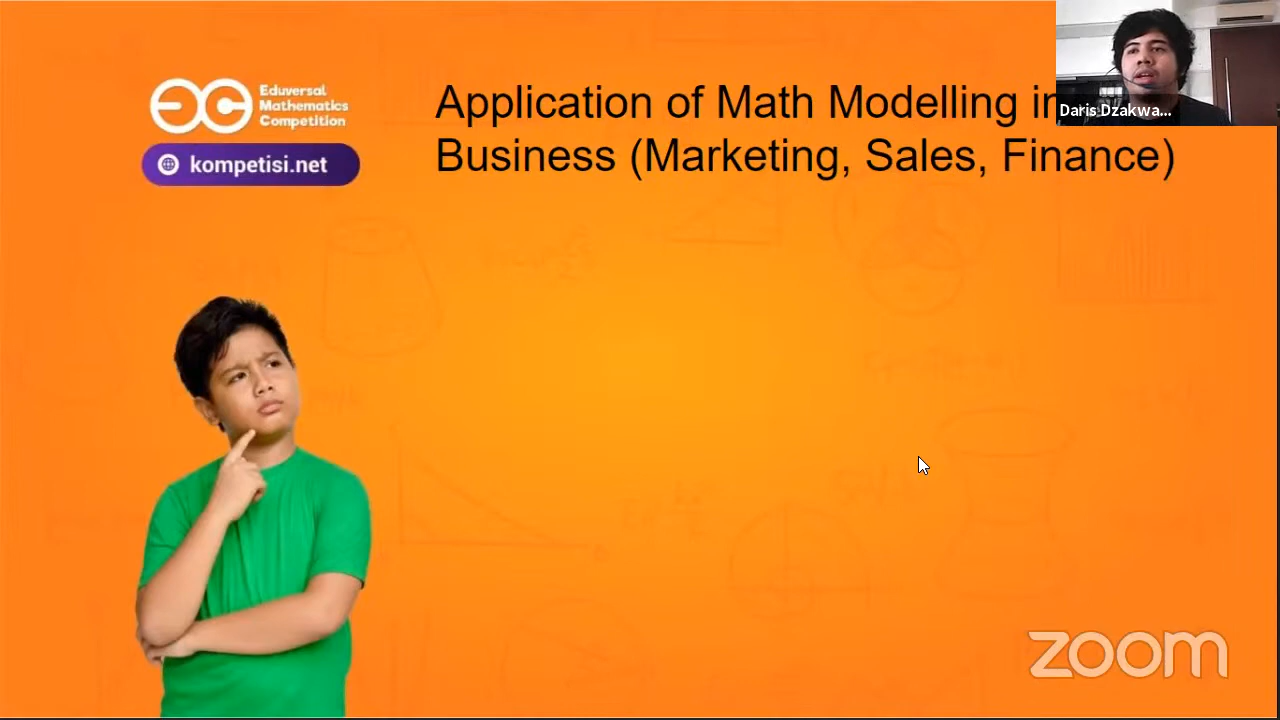 Eduversal
Mathematics
Competition
kompetisi.net
Application of Math Modelling in
Business (Marketing, Sales, Finance)
Daris Dzakwa...
zoom